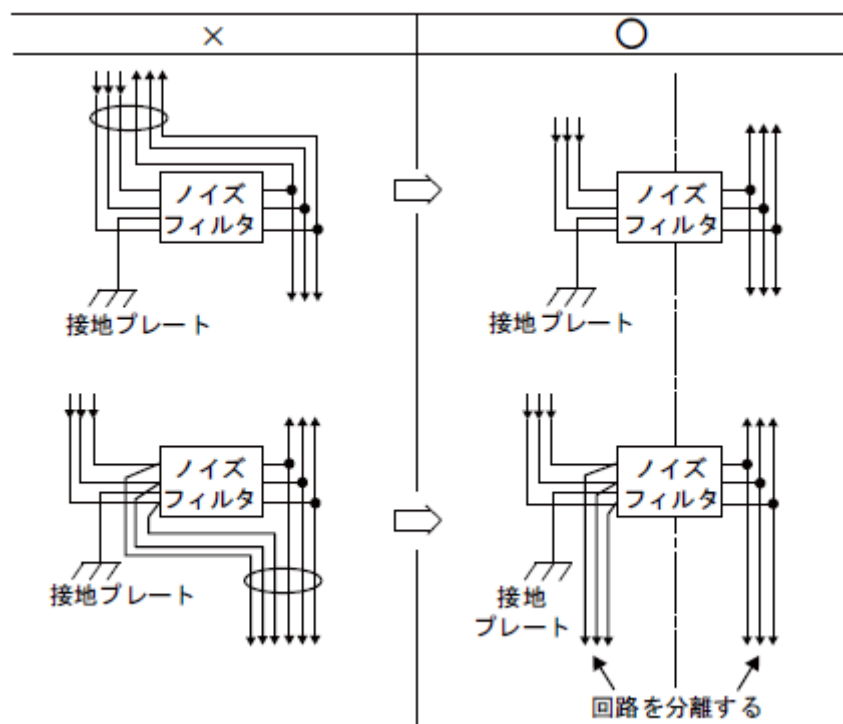 ×
○
ノイズ
フィルタ
接地プレート
ノイズ
フィルタ
接地プレート
ノイズ
フィルタ
接地プレート
ノイズ
フィルタ
接地
プレート
回路を分離する